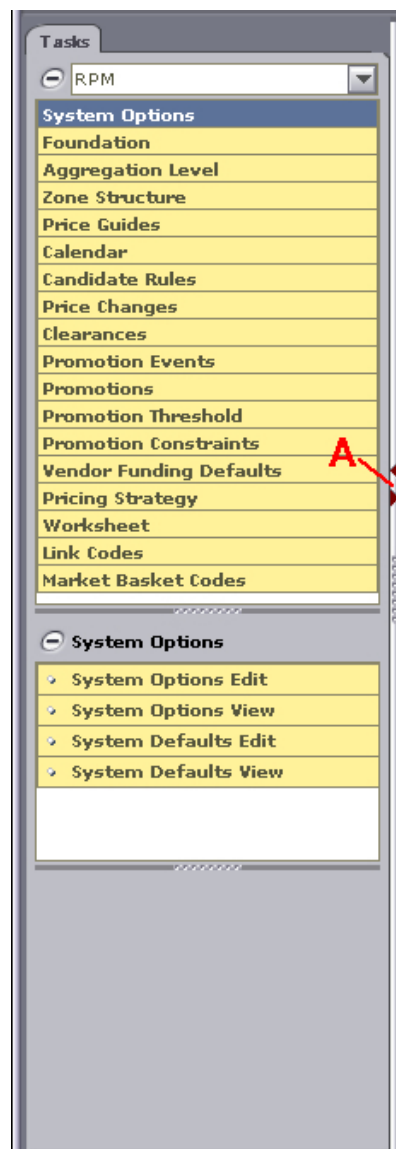 Tasks
RPM
System Options
Foundation
Aggregation Level
Zone Structure
Price Guides
Calendar
Candidate Rules
Price Changes
Clearances
Promotion Events
Promotions
Promotion Threshold
Promotion Constraints
A
Vendor Funding Defaults
Pricing Strategy
Worksheet
Link Codes
Market Basket Codes
System Options
System Options Edit
System Options View
System Defaults Edit
System Defaults View